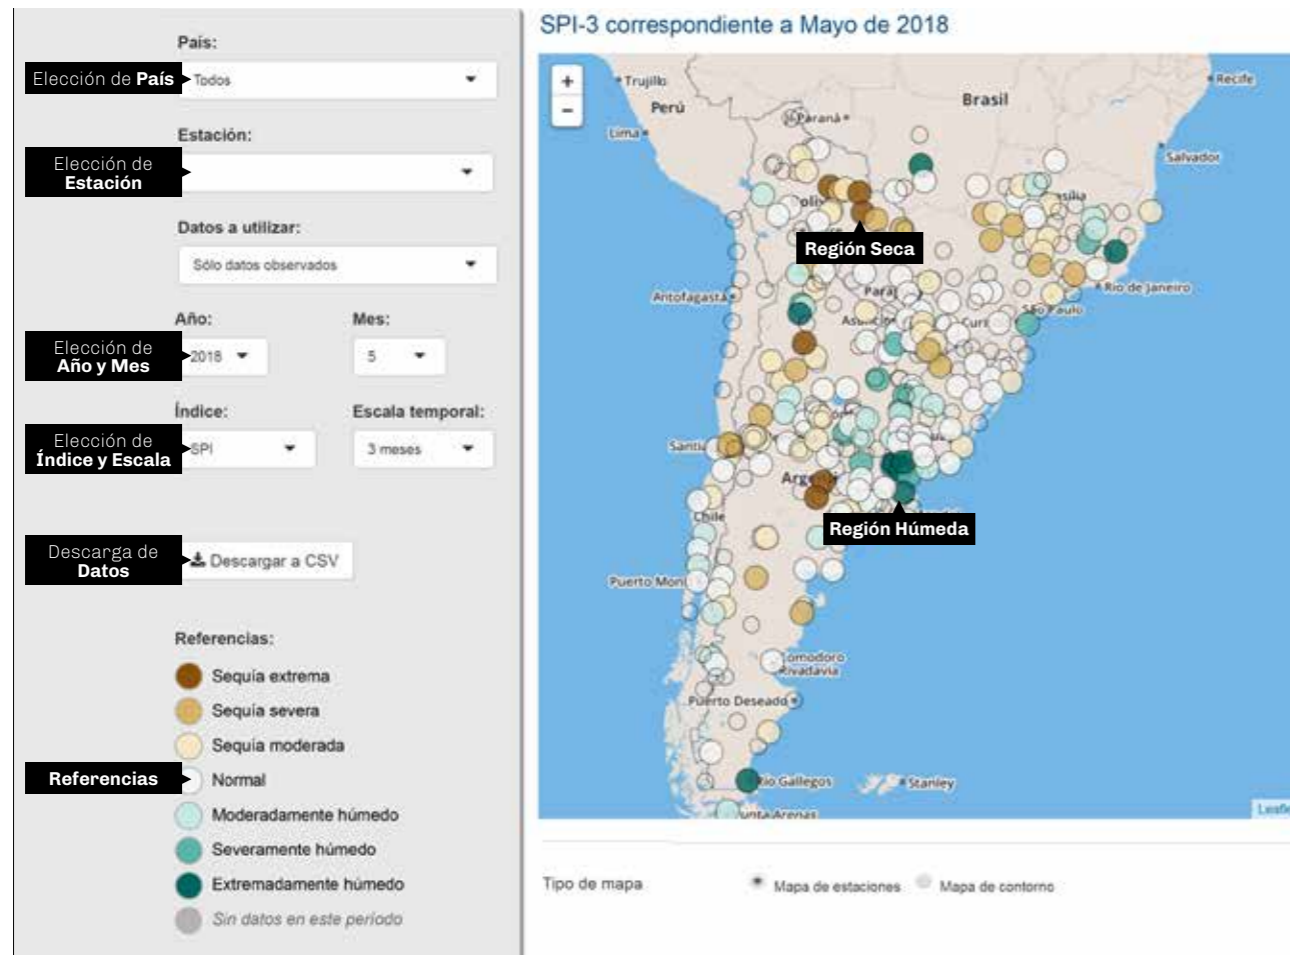 País:
Elección de País
Todos
Estación:
Elección de
Estación
Datos a utilizar:
Sólo datos observados
Año:
Mes:
Elección de
Año y Mes
2018
5
Índice:
Escala temporal:
Elección de
Índice y Escala
SPI
3 meses
Descarga de
Datos
Descargar a CSV
Referencias:
Sequía extrema
Sequía severa
Sequía moderada
Referencias
Normal
Moderadamente húmedo
Severamente húmedo
Extremadamente húmedo
Sin datos en este período
SPI-3 correspondiente a Mayo de 2018
+
−
Trujillo
Recife
Perú
Brasil
Lima
Paraná
Salvador
Región Seca
Antofagasta
Rio de Janeiro
São Paulo
Región Húmeda
Chile
Comodoro
Rivadavia
Puerto Deseado
Río Gallegos
Stanley
Punta Arenas
Tipo de mapa
Mapa de estaciones
Mapa de contorno